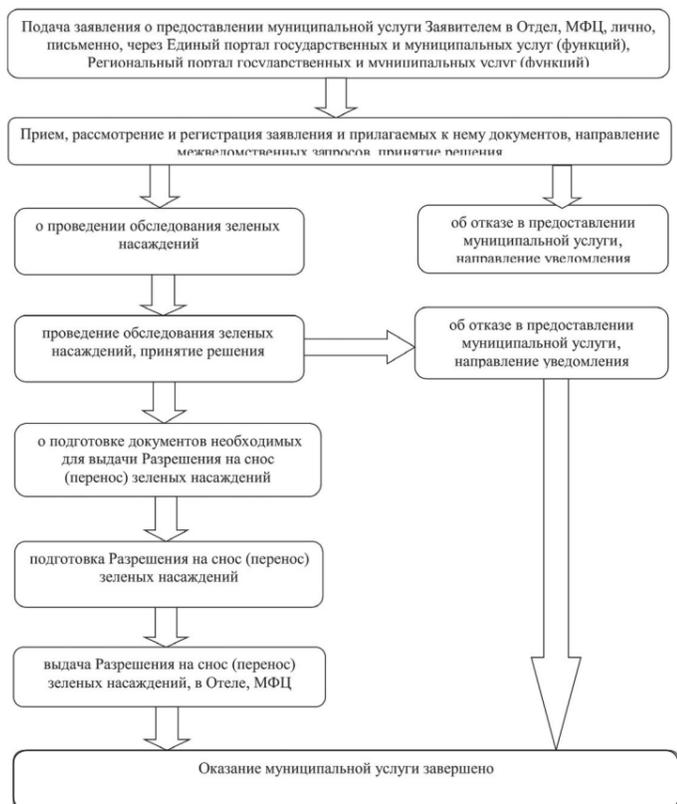 Подача заявления о предоставлении муниципальной услуги Заявителем в Отдел, МФЦ, лично,
письменно, через Единый портал государственных и муниципальных услуг (функций),
Региональный портал государственных и муниципальных услуг (функций)
Прием, рассмотрение и регистрация заявления и прилагаемых к нему документов, направление
межведомственных запросов, принятие решения
о проведении обследования зеленых
насаждений
об отказе в предоставлении
муниципальной услуги,
направление уведомления
проведение обследования зеленых
насаждений, принятие решения
об отказе в предоставлении
муниципальной услуги,
направление уведомления
о подготовке документов необходимых
для выдачи Разрешения на снос
(перенос) зеленых насаждений
подготовка Разрешения на снос (перенос)
зеленых насаждений
выдача Разрешения на снос (перенос)
зеленых насаждений, в Отеле, МФЦ
Оказание муниципальной услуги завершено